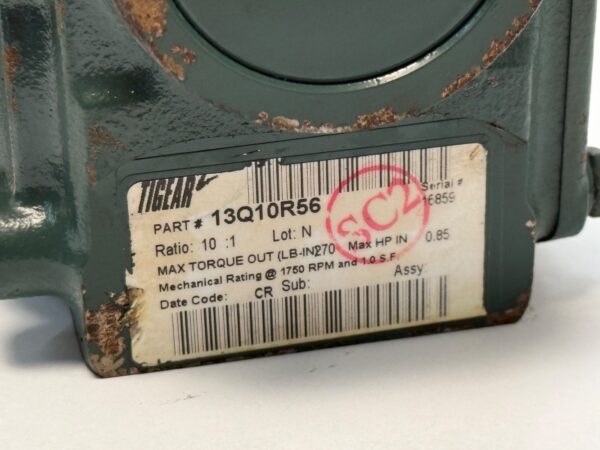 TIGEAR
PART # 13Q10R56
Serial #
16859
Ratio: 10 :1 Lot: N
MAX TORQUE OUT (LB-IN) 270 Max HP IN 0.85
Mechanical Rating @ 1750 RPM and 1.0 S.F.
Date Code: CR Sub: Assy:
SC2